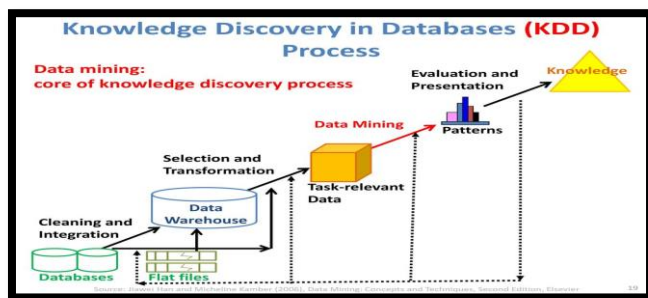 Knowledge Discovery in Databases (KDD)
Process
Data mining:
core of knowledge discovery process
Evaluation and
Presentation
Knowledge
Data Mining
Patterns
Selection and
Transformation
Task-relevant
Data
Data
Warehouse
Cleaning and
Integration
Databases
Flat files
Source: Jiawei Han and Micheline Kamber (2006), Data Mining: Concepts and Techniques, Second Edition, Elsevier
19